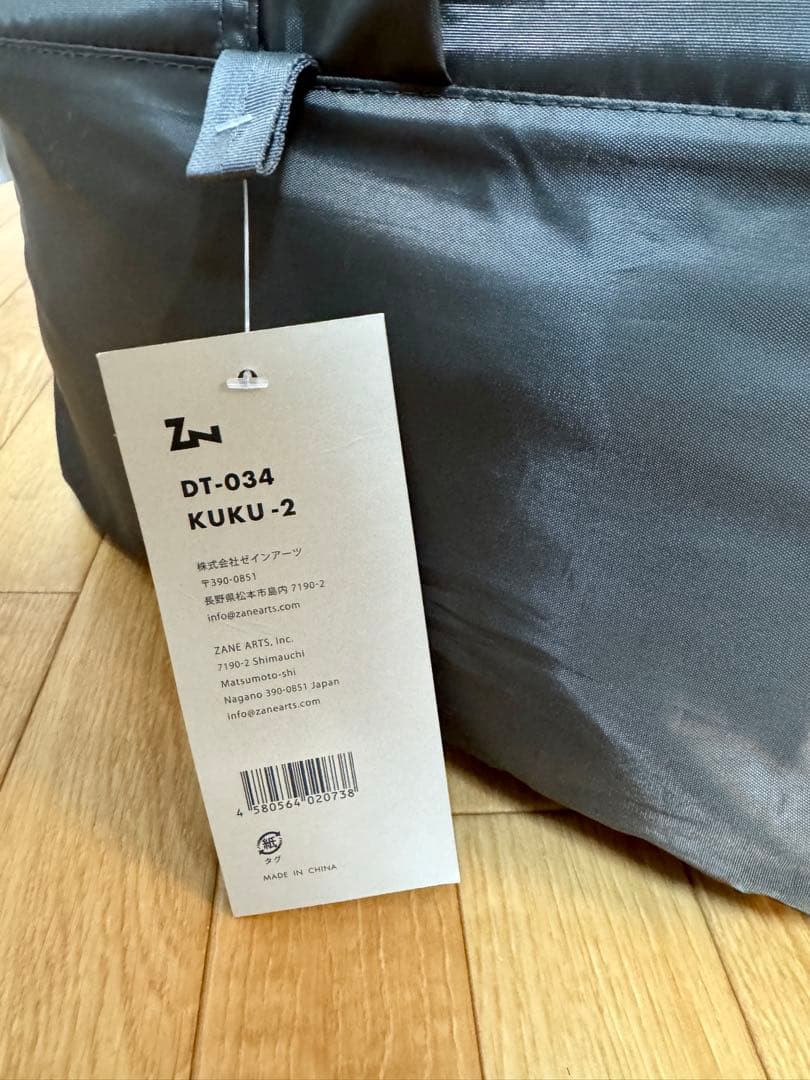 ZN
DT-034
KUKU -2
株式会社ゼインアーツ
〒390-0851
長野県松本市島内 7190-2
info@zanearts.com
ZANE ARTS, inc.
7190-2 Shimauchi
Matsumoto-shi
Nagano 390-0851 Japan
info@zanearts.com
4 580564 020738
紙
タグ
MADE IN CHINA